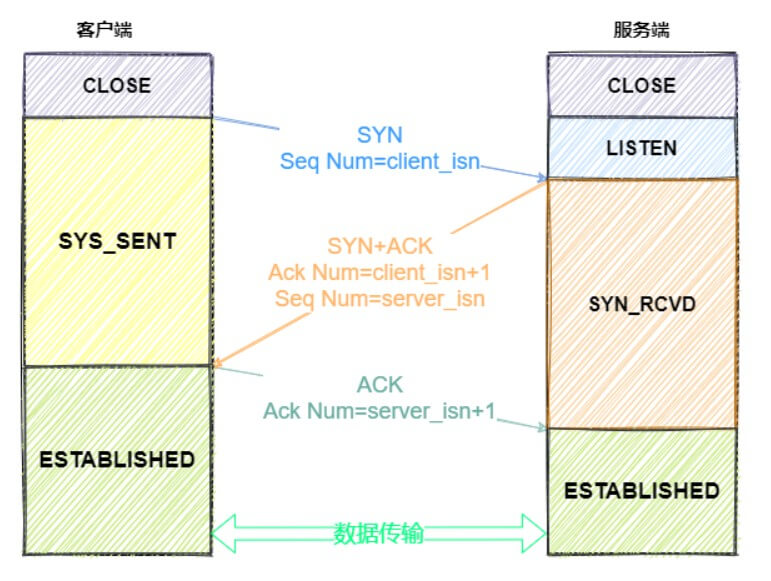 客户端
服务端
CLOSE
CLOSE
SYN
Seq Num=client_isn
LISTEN
SYS_SENT
SYN+ACK
Ack Num=client_isn+1
Seq Num=server_isn
SYN_RCVD
ACK
Ack Num=server_isn+1
ESTABLISHED
ESTABLISHED
数据传输